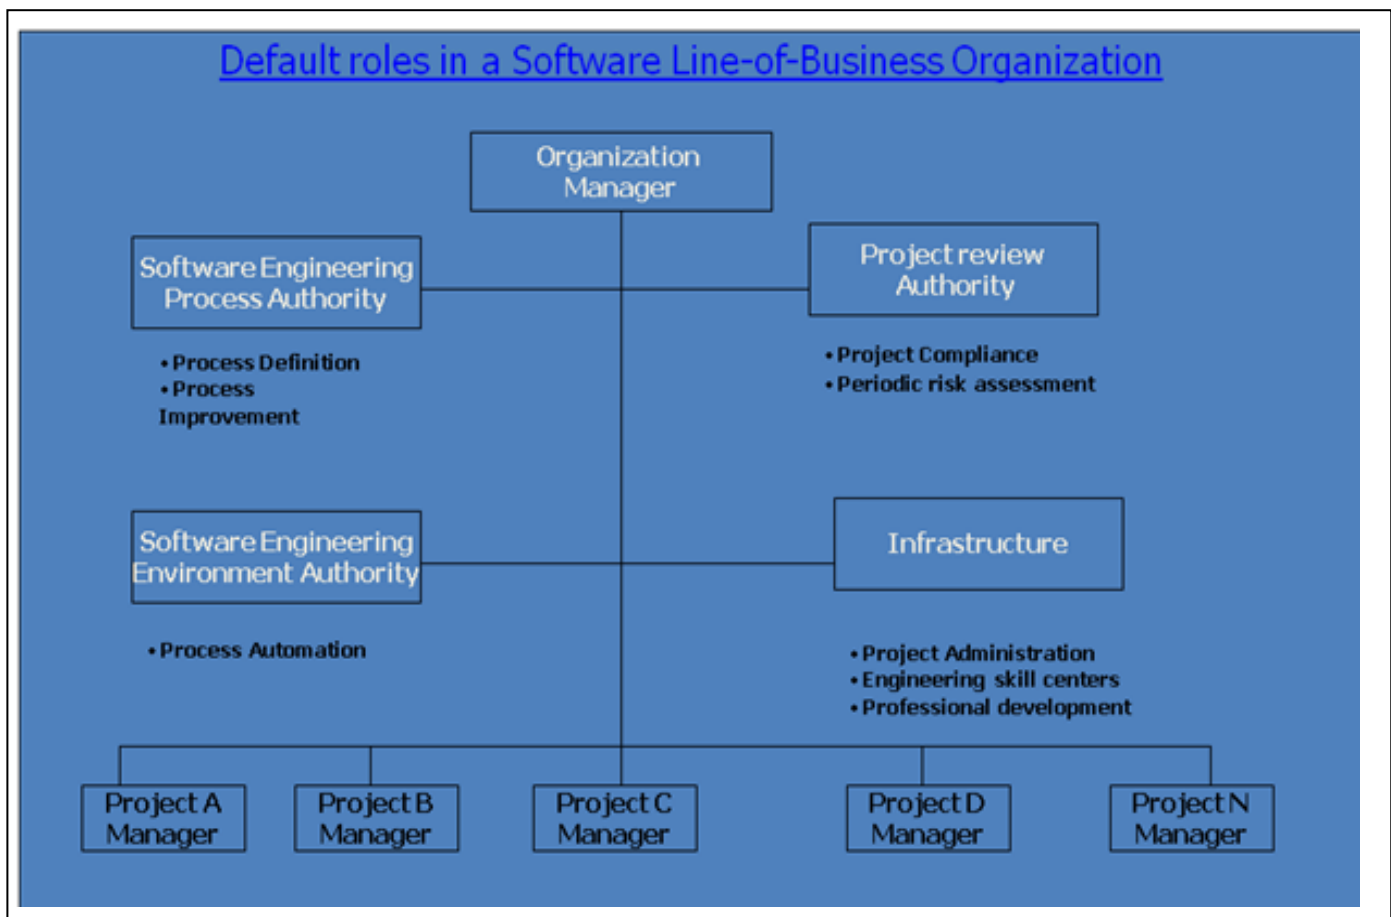 Default roles in a Software Line-of-Business Organization
Organization
Manager
Software Engineering
Process Authority
Project review
Authority
• Process Definition
• Process
Improvement
• Project Compliance
• Periodic risk assessment
Software Engineering
Environment Authority
Infrastructure
• Process Automation
• Project Administration
• Engineering skill centers
• Professional development
Project A
Manager
Project B
Manager
Project C
Manager
Project D
Manager
Project N
Manager